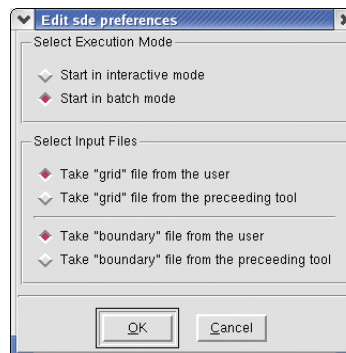 Edit sde preferences
Select Execution Mode
Start in interactive mode
Start in batch mode
Select Input Files
Take "grid" file from the user
Take "grid" file from the preceeding tool
Take "boundary" file from the user
Take "boundary" file from the preceeding tool
OK
Cancel